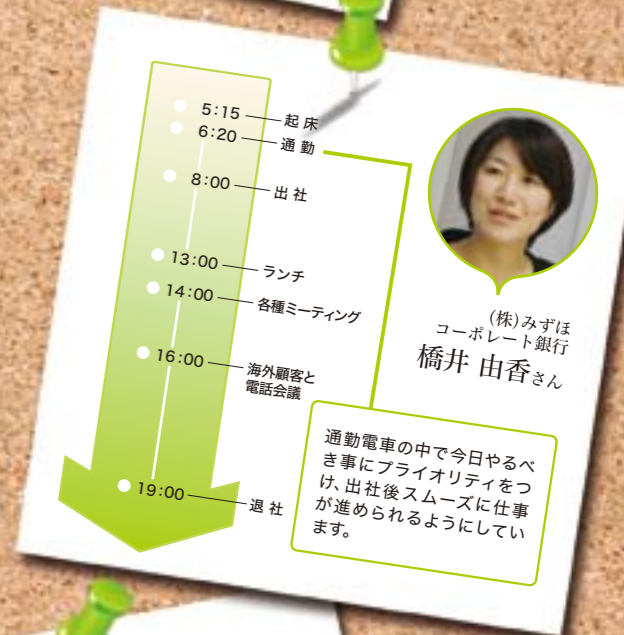 5:15 起床
6:20 通勤
8:00 出社
13:00 ランチ
14:00 各種ミーティング
16:00 海外顧客と
電話会議
19:00 退社
(株)みずほ
コーポレート銀行
橋井 由香さん
通勤電車の中で今日やるべ
き事にプライオリティをつ
け、出社後スムーズに仕事
が進められるようにしてい
ます。